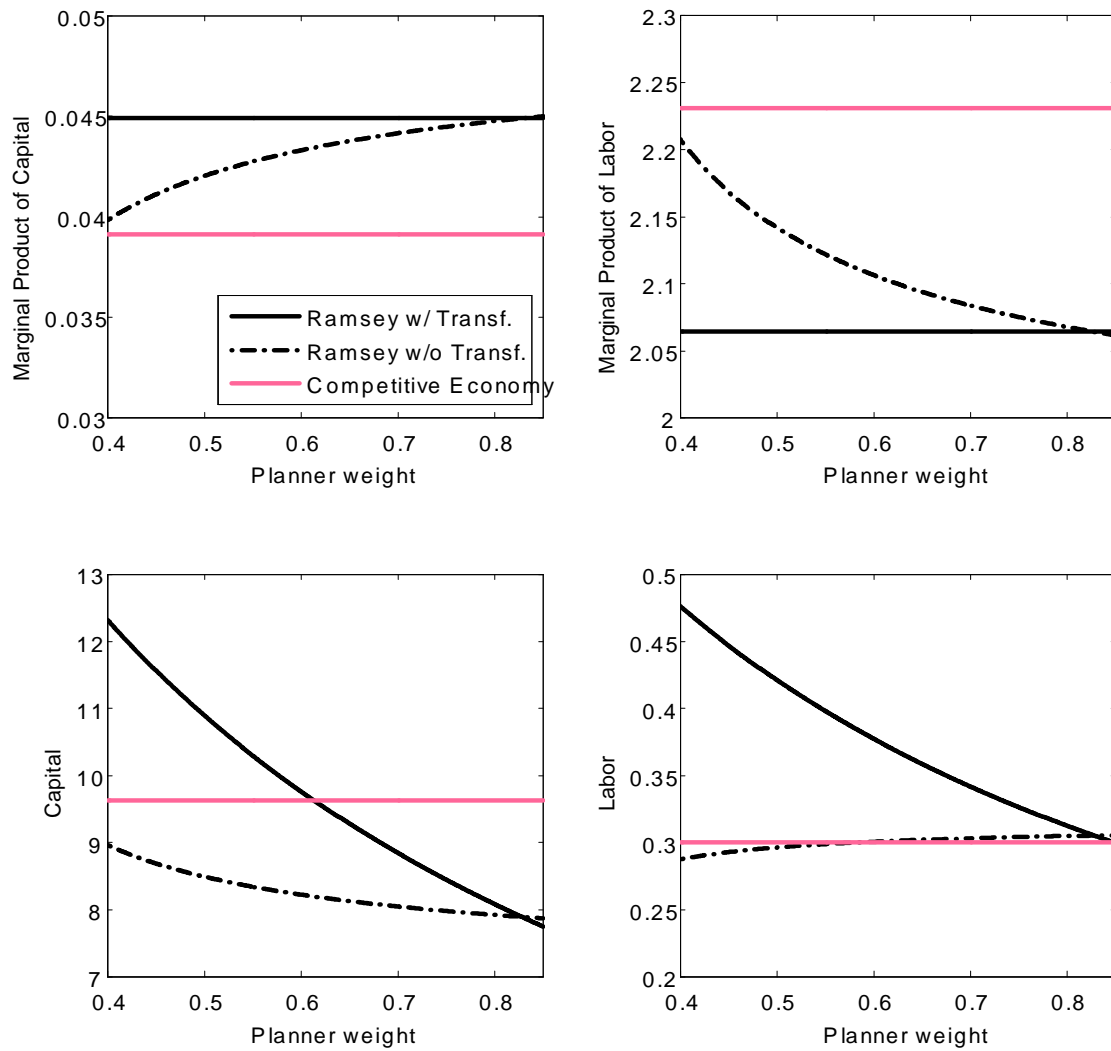 0.05
0.045
0.04
0.035
0.03
Marginal Product of Capital
Ramsey w/ Transf.
Ramsey w/o Transf.
Competitive Economy
0.4 0.5 0.6 0.7 0.8
Planner weight
2.3
2.25
2.2
2.15
2.1
2.05
2
Marginal Product of Labor
0.4 0.5 0.6 0.7 0.8
Planner weight
13
12
11
10
9
8
7
Capital
0.4 0.5 0.6 0.7 0.8
Planner weight
0.5
0.45
0.4
0.35
0.3
0.25
0.2
Labor
0.4 0.5 0.6 0.7 0.8
Planner weight